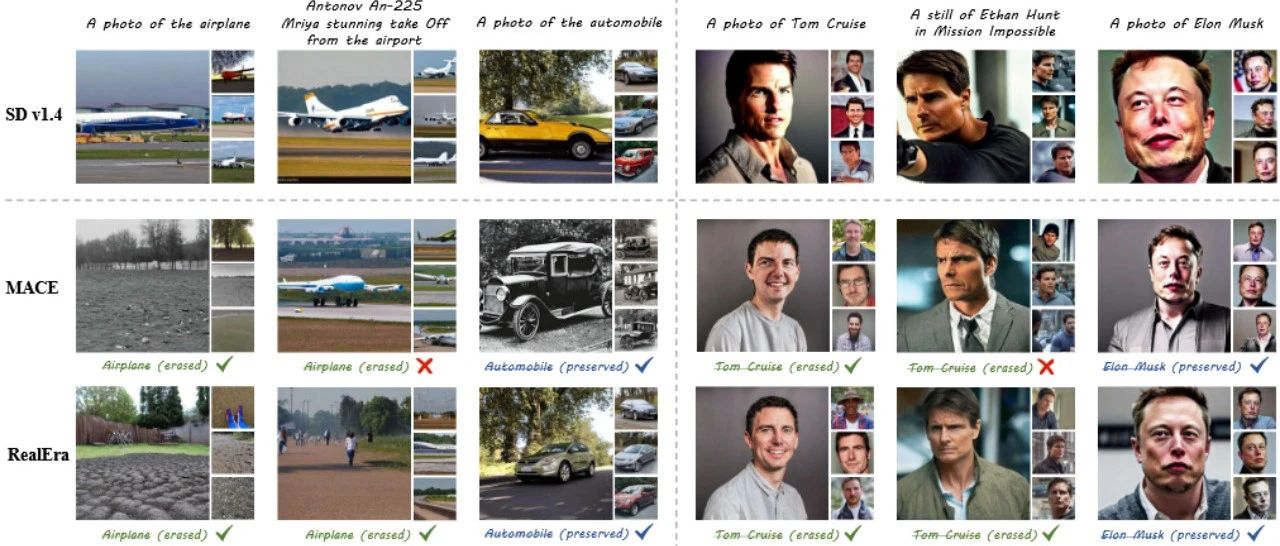 A photo of the airplane
Antonov An-225
Mriya stunning take Off
from the airport
A photo of the automobile
A photo of Tom Cruise
A still of Ethan Hunt
in Mission Impossible
A photo of Elon Musk
SD v1.4
MACE
Airplane (erased)
Airplane (erased)
Automobile (preserved)
Tom Cruise (erased)
Tom Cruise (erased)
Elon Musk (preserved)
RealEra
Airplane (erased)
Airplane (erased)
Automobile (preserved)
Tom Cruise (erased)
Tom Cruise (erased)
Elon Musk (preserved)